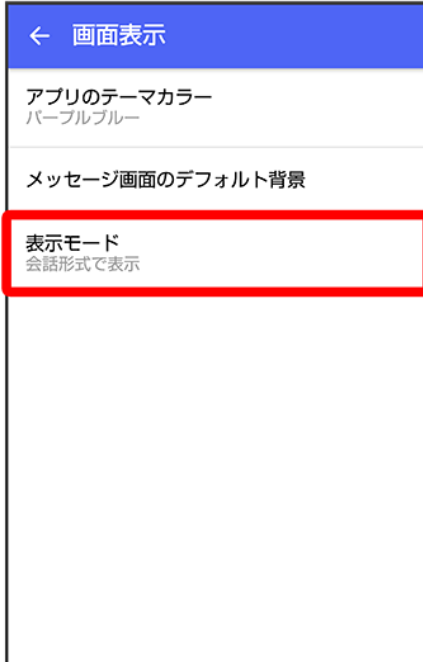 ← 画面表示
アプリのテーマカラー
パープルブルー
メッセージ画面のデフォルト背景
表示モード
会話形式で表示